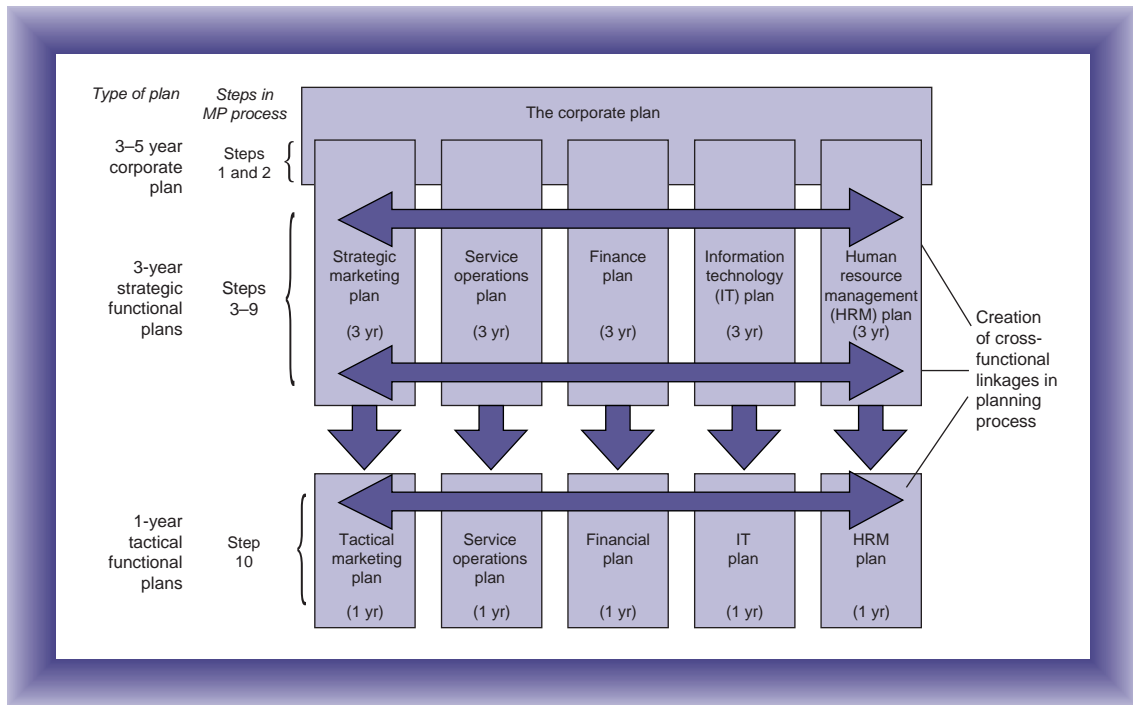 Type of plan
Steps in
MP process
The corporate plan
3–5 year
corporate
plan
Steps
1 and 2
3-year
strategic
functional
plans
Steps
3–9
Strategic
marketing
plan
(3 yr)
Service
operations
plan
(3 yr)
Finance
plan
(3 yr)
Information
technology
(IT) plan
(3 yr)
Human
resource
management
(HRM) plan
(3 yr)
Creation
of cross-
functional
linkages in
planning
process
1-year
tactical
functional
plans
Step
10
Tactical
marketing
plan
(1 yr)
Service
operations
plan
(1 yr)
Financial
plan
(1 yr)
IT
plan
(1 yr)
HRM
plan
(1 yr)